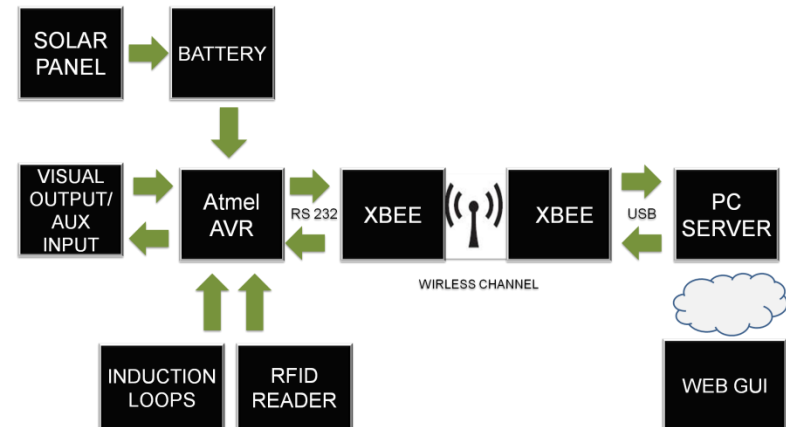 SOLAR
PANEL
BATTERY
VISUAL
OUTPUT/
AUX
INPUT
Atmel
AVR
RS 232
XBEE
XBEE
USB
PC
SERVER
WIRLESS CHANNEL
INDUCTION
LOOPS
RFID
READER
WEB GUI